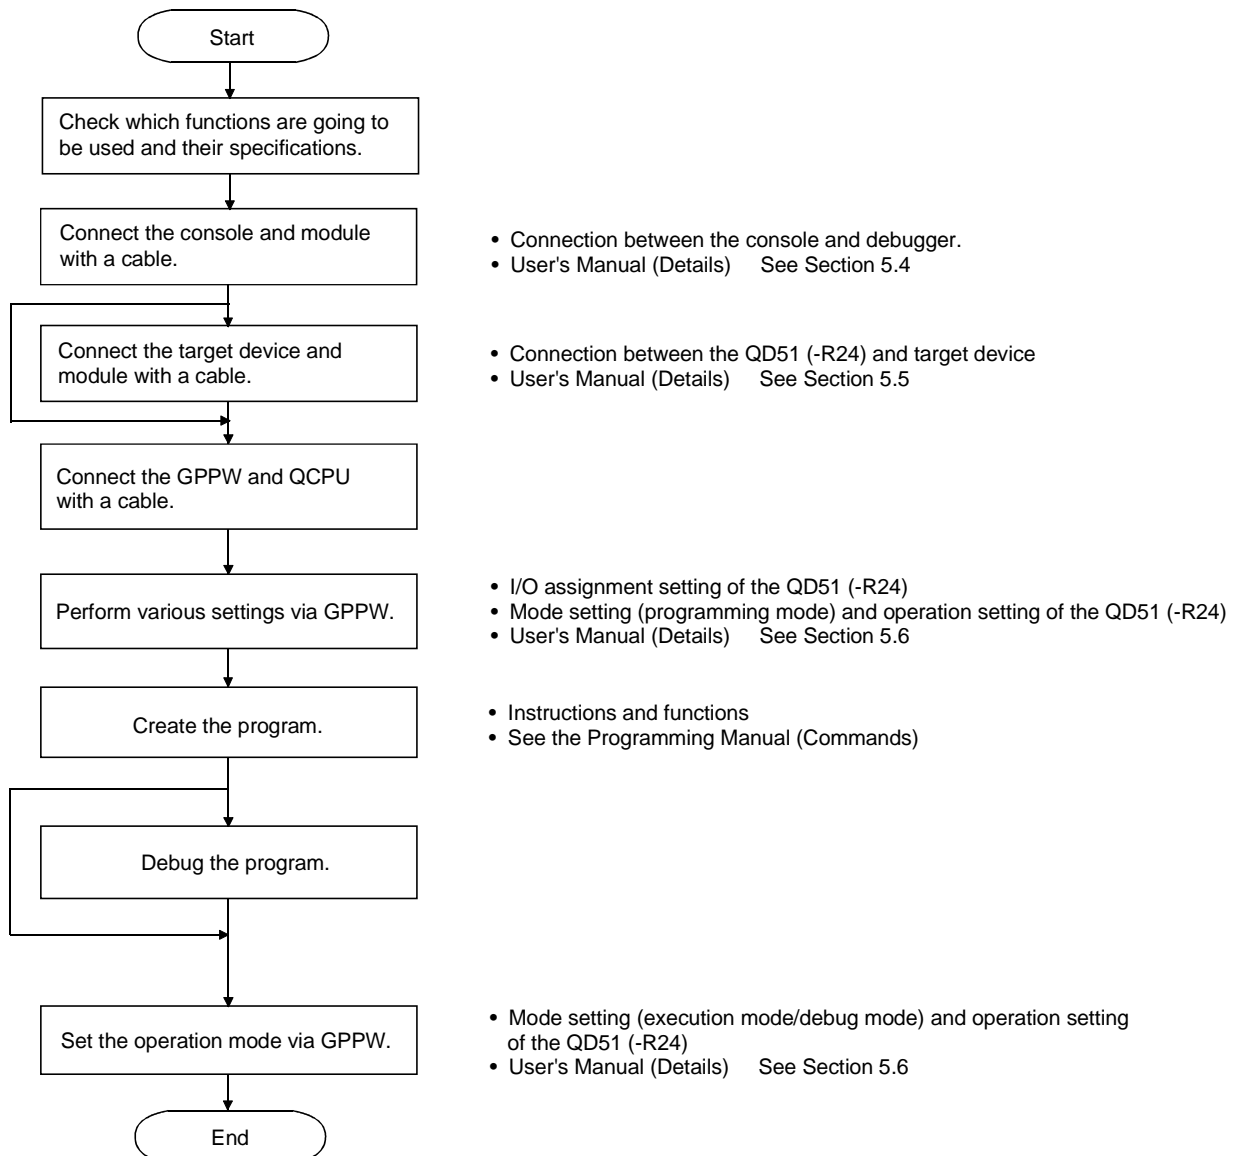 Start
Check which functions are going to
be used and their specifications.
Connect the console and module
with a cable.
• Connection between the console and debugger.
• User's Manual (Details) See Section 5.4
Connect the target device and
module with a cable.
• Connection between the QD51 (-R24) and target device
• User's Manual (Details) See Section 5.5
Connect the GPPW and QCPU
with a cable.
Perform various settings via GPPW.
• I/O assignment setting of the QD51 (-R24)
• Mode setting (programming mode) and operation setting of the QD51 (-R24)
• User's Manual (Details) See Section 5.6
Create the program.
• Instructions and functions
• See the Programming Manual (Commands)
Debug the program.
Set the operation mode via GPPW.
• Mode setting (execution mode/debug mode) and operation setting
of the QD51 (-R24)
• User's Manual (Details) See Section 5.6
End